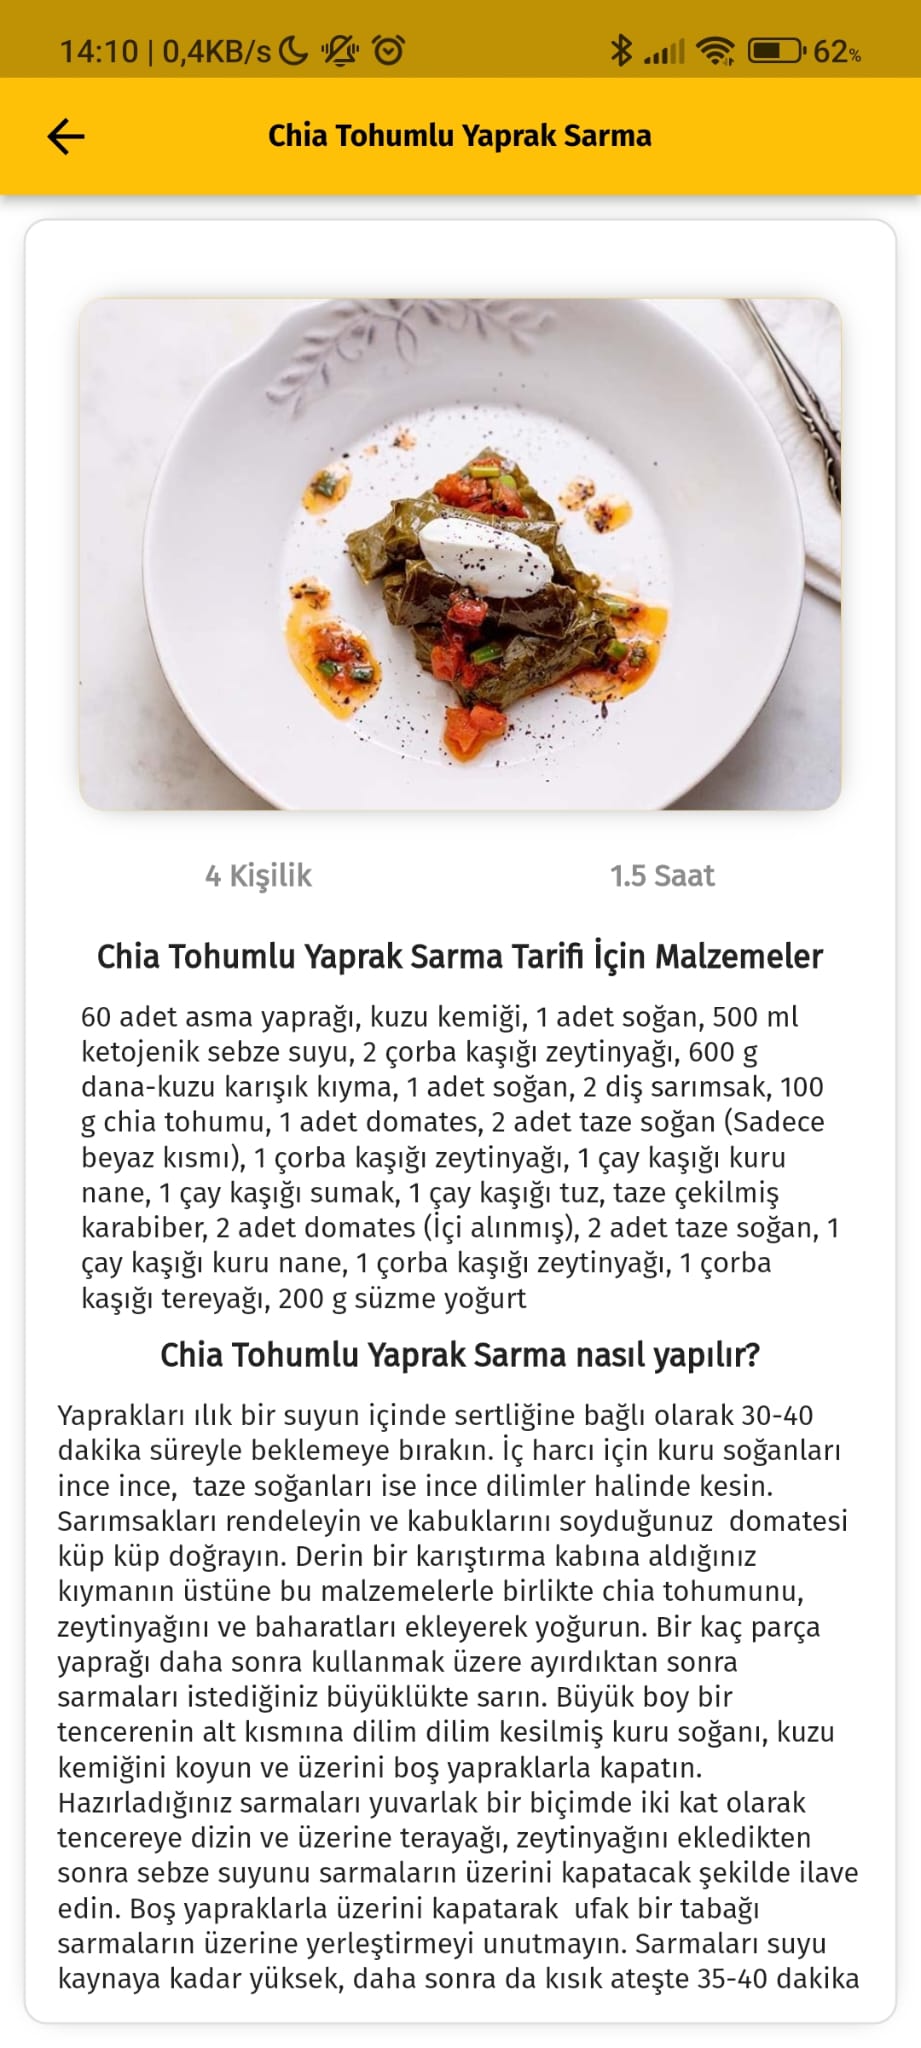 14:10 | 0,4KB/s 62%
Chia Tohumlu Yaprak Sarma
4 Kişilik 1.5 Saat
Chia Tohumlu Yaprak Sarma Tarifi İçin Malzemeler
60 adet asma yaprağı, kuzu kemiği, 1 adet soğan, 500 ml
ketojenik sebze suyu, 2 çorba kaşığı zeytinyağı, 600 g
dana-kuzu karışık kıyma, 1 adet soğan, 2 diş sarımsak, 100
g chia tohumu, 1 adet domates, 2 adet taze soğan (Sadece
beyaz kısmı), 1 çorba kaşığı zeytinyağı, 1 çay kaşığı kuru
nane, 1 çay kaşığı sumak, 1 çay kaşığı tuz, taze çekilmiş
karabiber, 2 adet domates (İçi alınmış), 2 adet taze soğan, 1
çay kaşığı kuru nane, 1 çorba kaşığı zeytinyağı, 1 çorba
kaşığı tereyağı, 200 g süzme yoğurt
Chia Tohumlu Yaprak Sarma nasıl yapılır?
Yaprakları ılık bir suyun içinde sertliğine bağlı olarak 30-40
dakika süreyle beklemeye bırakın. İç harcı için kuru soğanları
ince ince,  taze soğanları ise ince dilimler halinde kesin.
Sarımsakları rendeleyin ve kabuklarını soyduğunuz  domatesi
küp küp doğrayın. Derin bir karıştırma kabına aldığınız
kıymanın üstüne bu malzemelerle birlikte chia tohumunu,
zeytinyağını ve baharatları ekleyerek yoğurun. Bir kaç parça
yaprağı daha sonra kullanmak üzere ayırdıktan sonra
sarmaları istediğiniz büyüklükte sarın. Büyük boy bir
tencerenin alt kısmına dilim dilim kesilmiş kuru soğanı, kuzu
kemiğini koyun ve üzerini boş yapraklarla kapatın.
Hazırladığınız sarmaları yuvarlak bir biçimde iki kat olarak
tencereye dizin ve üzerine terayağı, zeytinyağını ekledikten
sonra sebze suyunu sarmaların üzerini kapatacak şekilde ilave
edin. Boş yapraklarla üzerini kapatarak  ufak bir tabağı
sarmaların üzerine yerleştirmeyi unutmayın. Sarmaları suyu
kaynaya kadar yüksek, daha sonra da kısık ateşte 35-40 dakika